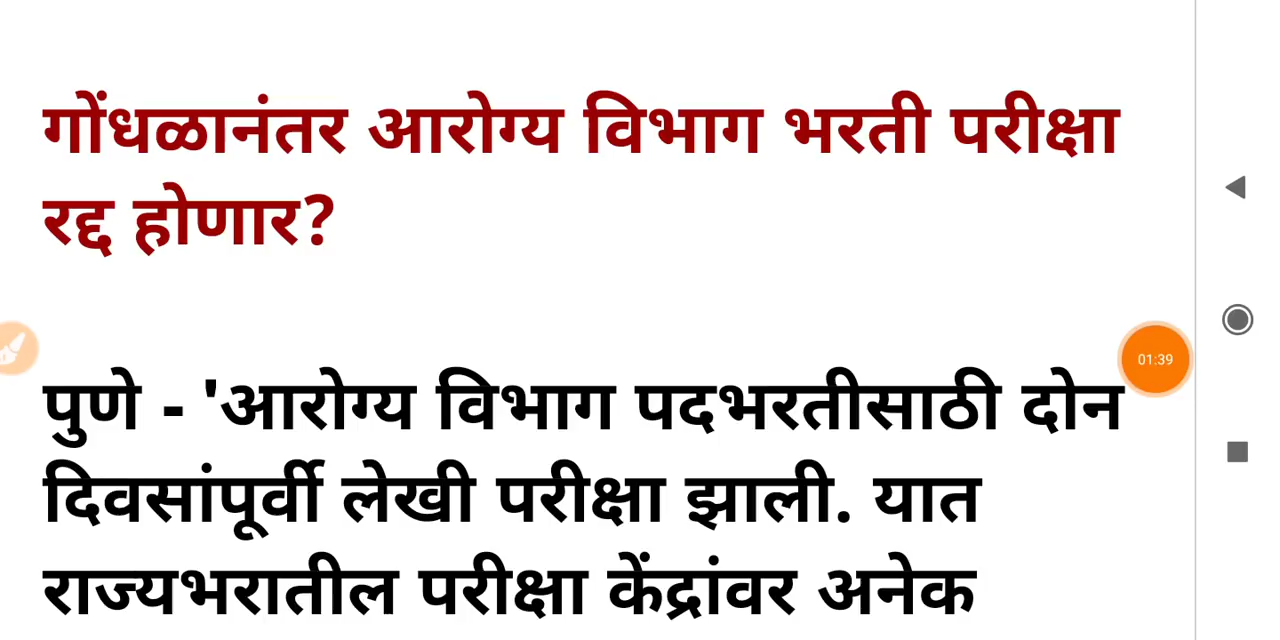 गोंधळानंतर आरोग्य विभाग भरती परीक्षा
रद्द होणार?
पुणे - 'आरोग्य विभाग पदभरतीसाठी दोन
01:39
दिवसांपूर्वी लेखी परीक्षा झाली. यात
राज्यभरातील परीक्षा केंद्रांवर अनेक